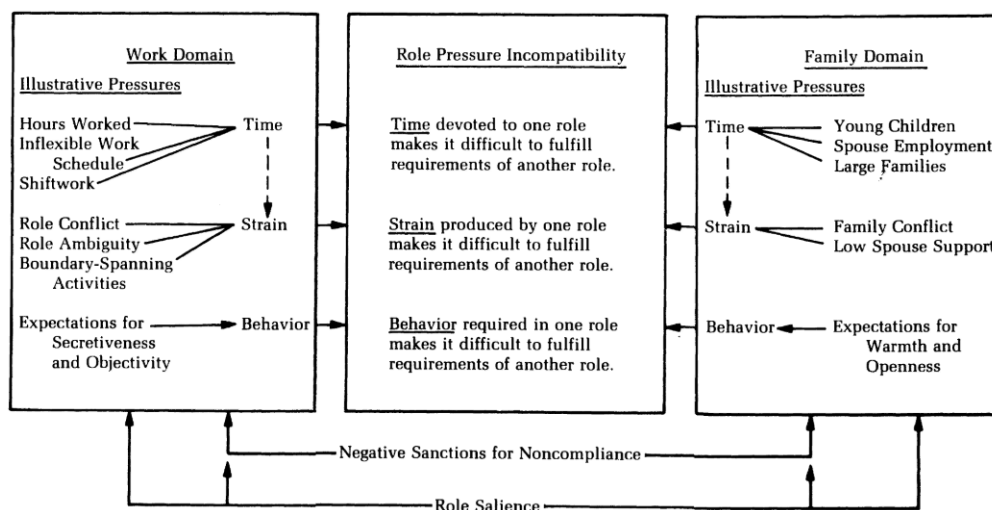 Work Domain
Illustrative Pressures
Hours Worked
Inflexible Work
Schedule
Shiftwork
Time
Role Conflict
Role Ambiguity
Boundary-Spanning
Activities
Strain
Expectations for
Secretiveness
and Objectivity
Behavior
Role Pressure Incompatibility
Time devoted to one role
makes it difficult to fulfill
requirements of another role.
Strain produced by one role
makes it difficult to fulfill
requirements of another role.
Behavior required in one role
makes it difficult to fulfill
requirements of another role.
Family Domain
Illustrative Pressures
Time
Young Children
Spouse Employment
Large Families
Strain
Family Conflict
Low Spouse Support
Behavior
Expectations for
Warmth and
Openness
Negative Sanctions for Noncompliance
Role Salience